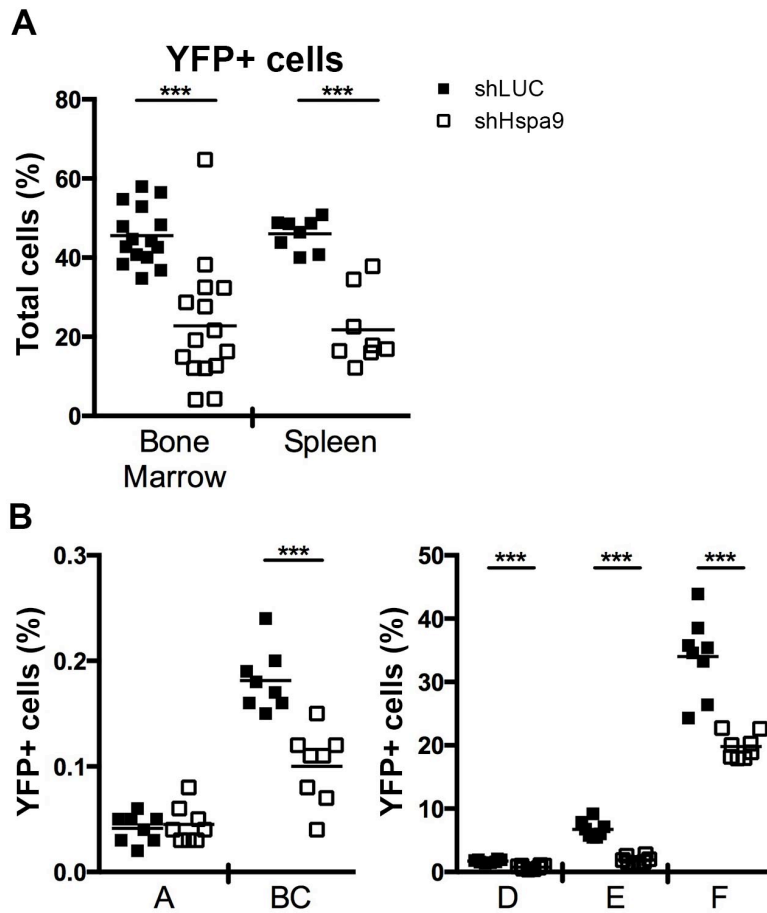 A
YFP+ cells
*** ***
shLUC
shHspa9
Total cells (%)
80
60
40
20
0
Bone
Marrow
Spleen
B
YFP+ cells (%)
0.3
0.2
0.1
0.0
***
A BC
YFP+ cells (%)
50
40
30
20
10
0
*** *** ***
D E F